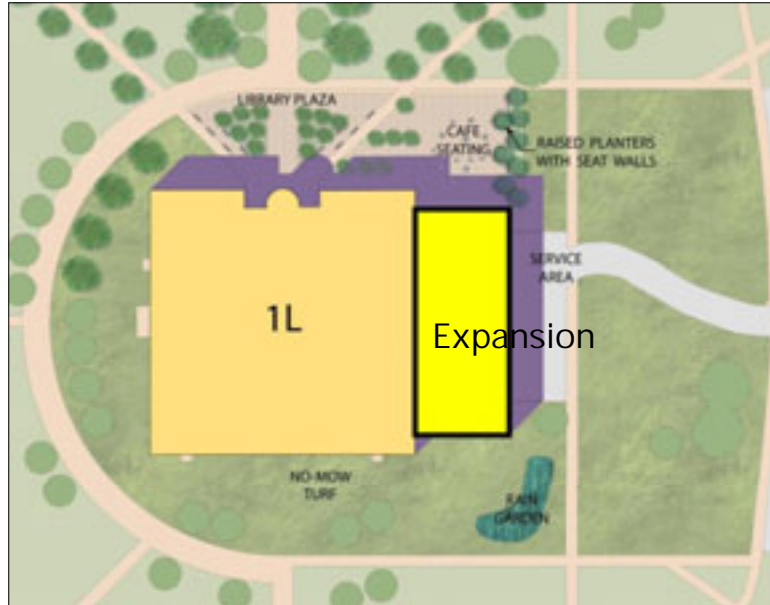 LIBRARY PLAZA
CAFE
SEATING
RAISED PLANTERS
WITH SEAT WALLS
SERVICE
AREA
1L
Expansion
NO-MOW
TURF
RAIN
GARDEN